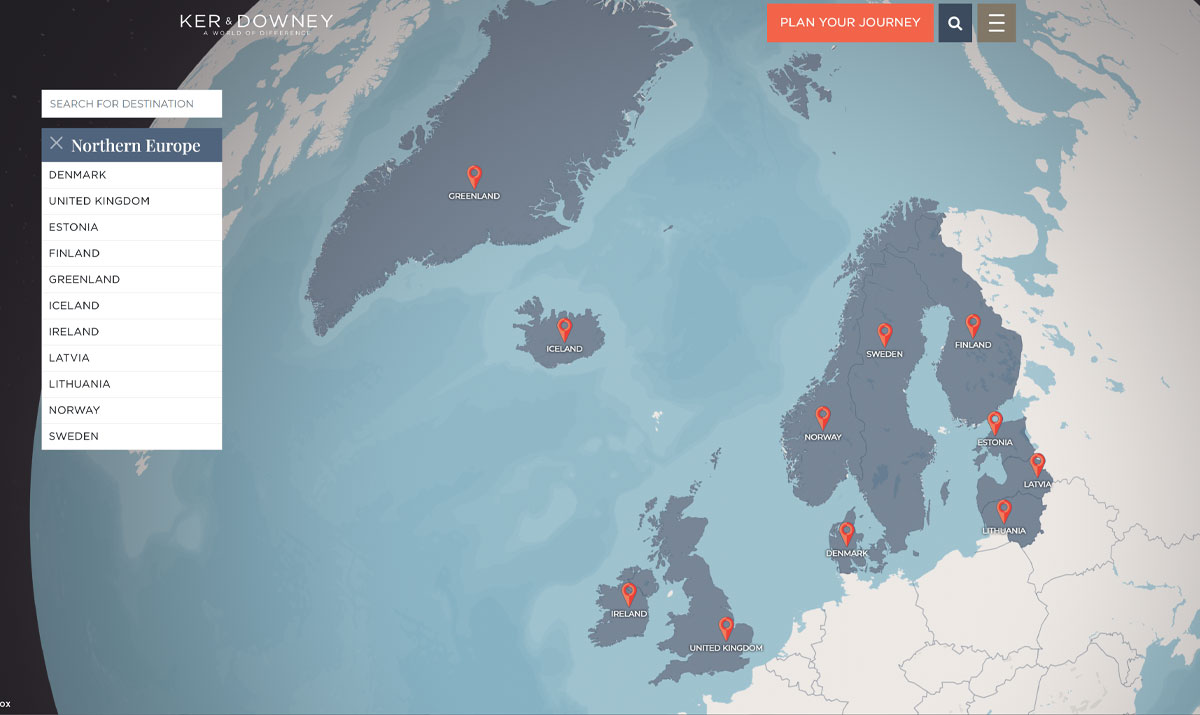 KER & DOWNEY
A WORLD OF DIFFERENCE
PLAN YOUR JOURNEY
SEARCH FOR DESTINATION
Northern Europe
DENMARK
UNITED KINGDOM
ESTONIA
FINLAND
GREENLAND
ICELAND
IRELAND
LATVIA
LITHUANIA
NORWAY
SWEDEN
GREENLAND
ICELAND
SWEDEN
FINLAND
NORWAY
ESTONIA
LATVIA
LITHUANIA
DENMARK
IRELAND
UNITED KINGDOM
ox